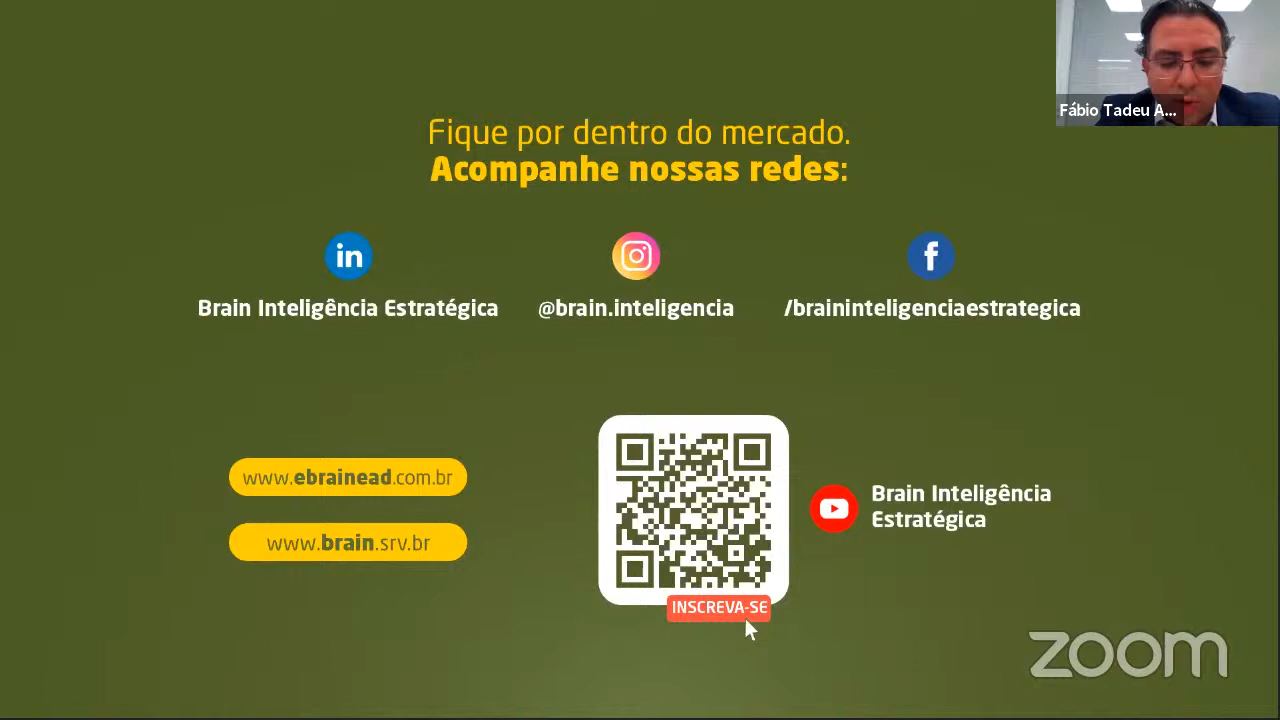 Fábio Tadeu A...
Fique por dentro do mercado.
Acompanhe nossas redes:
in
f
Brain Inteligência Estratégica
@brain.inteligencia
/braininteligenciaestrategica
www.ebrainead.com.br
www.brain.srv.br
Brain Inteligência
Estratégica
INSCREVA-SE
zoom